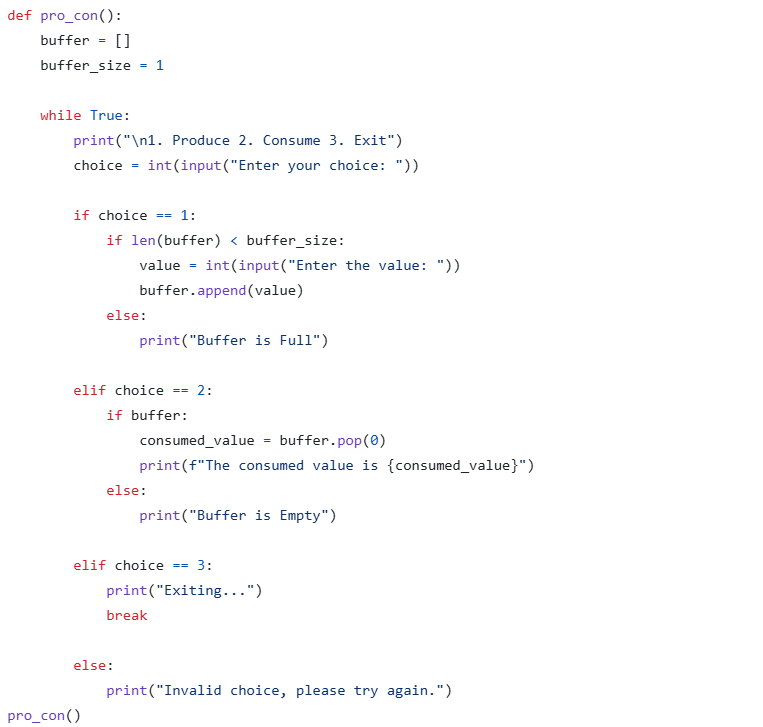 def pro_con():
    buffer = []
    buffer_size = 1
    while True:
        print("\n1. Produce 2. Consume 3. Exit")
        choice = int(input("Enter your choice: "))
        if choice == 1:
            if len(buffer) < buffer_size:
                value = int(input("Enter the value: "))
                buffer.append(value)
            else:
                print("Buffer is Full")
        elif choice == 2:
            if buffer:
                consumed_value = buffer.pop(0)
                print(f"The consumed value is {consumed_value}")
            else:
                print("Buffer is Empty")
        elif choice == 3:
            print("Exiting...")
            break
        else:
            print("Invalid choice, please try again.")
pro_con()